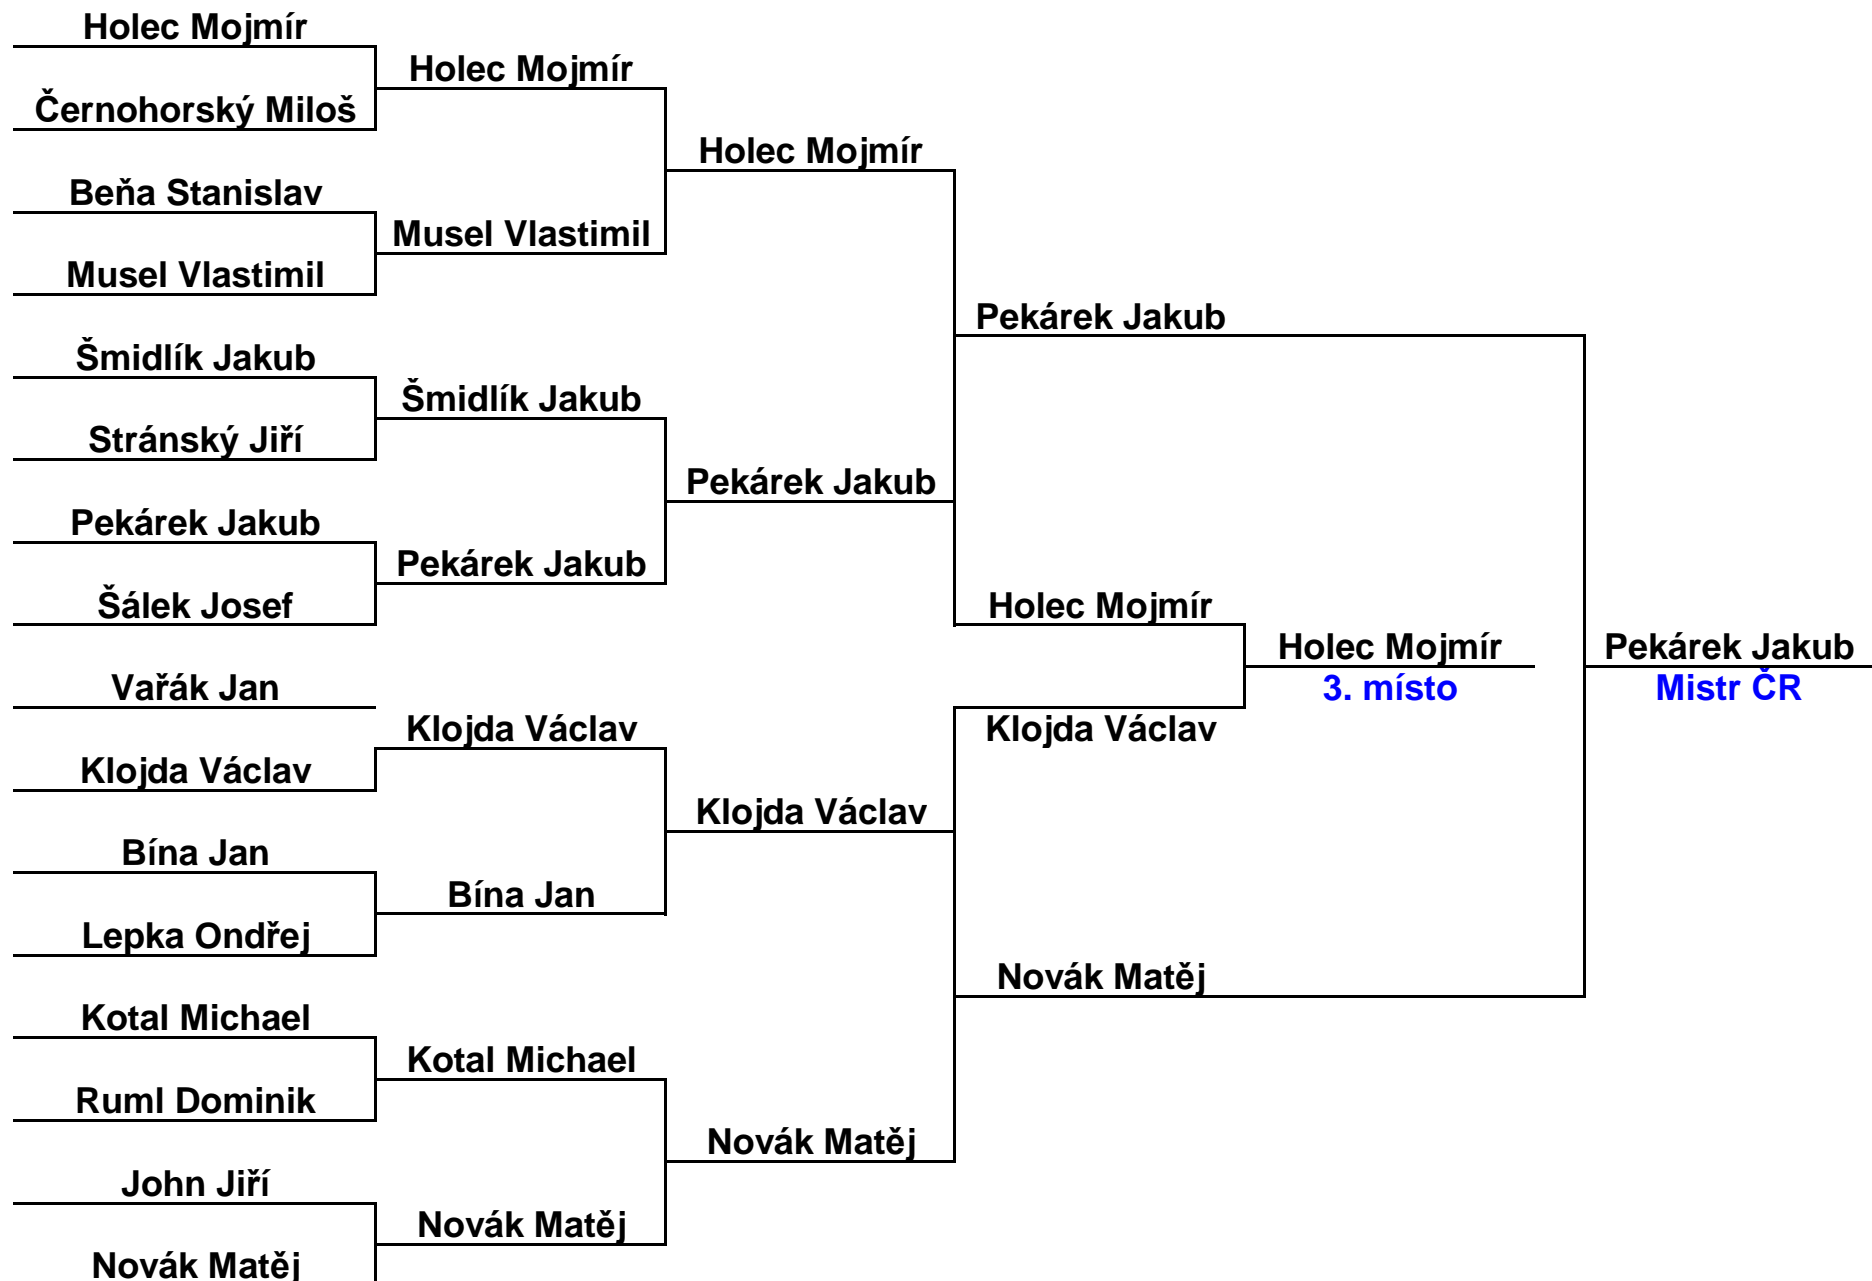 Holec Mojmír
Holec Mojmír
Černohorský Miloš
Holec Mojmír
Beňa Stanislav
Musel Vlastimil
Musel Vlastimil
Pekárek Jakub
Šmidlík Jakub
Šmidlík Jakub
Stránský Jiří
Pekárek Jakub
Pekárek Jakub
Pekárek Jakub
Šálek Josef
Holec Mojmír
Holec Mojmír
Pekárek Jakub
Vařák Jan
3. místo
Mistr ČR
Klojda Václav
Klojda Václav
Klojda Václav
Klojda Václav
Bína Jan
Bína Jan
Lepka Ondřej
Novák Matěj
Kotal Michael
Kotal Michael
Ruml Dominik
Novák Matěj
John Jiří
Novák Matěj
Novák Matěj